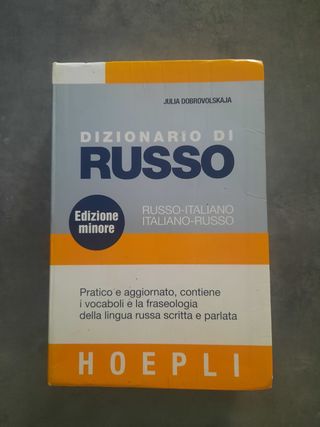 JULIA DOBROVOLSKAJA
DIZIONARIO DI
RUSSO
Edizione
minore
RUSSO-ITALIANO
ITALIANO-RUSSO
Pratico e aggiornato, contiene
i vocaboli e la fraseologia
della lingua russa scritta e parlata
HOEPLI